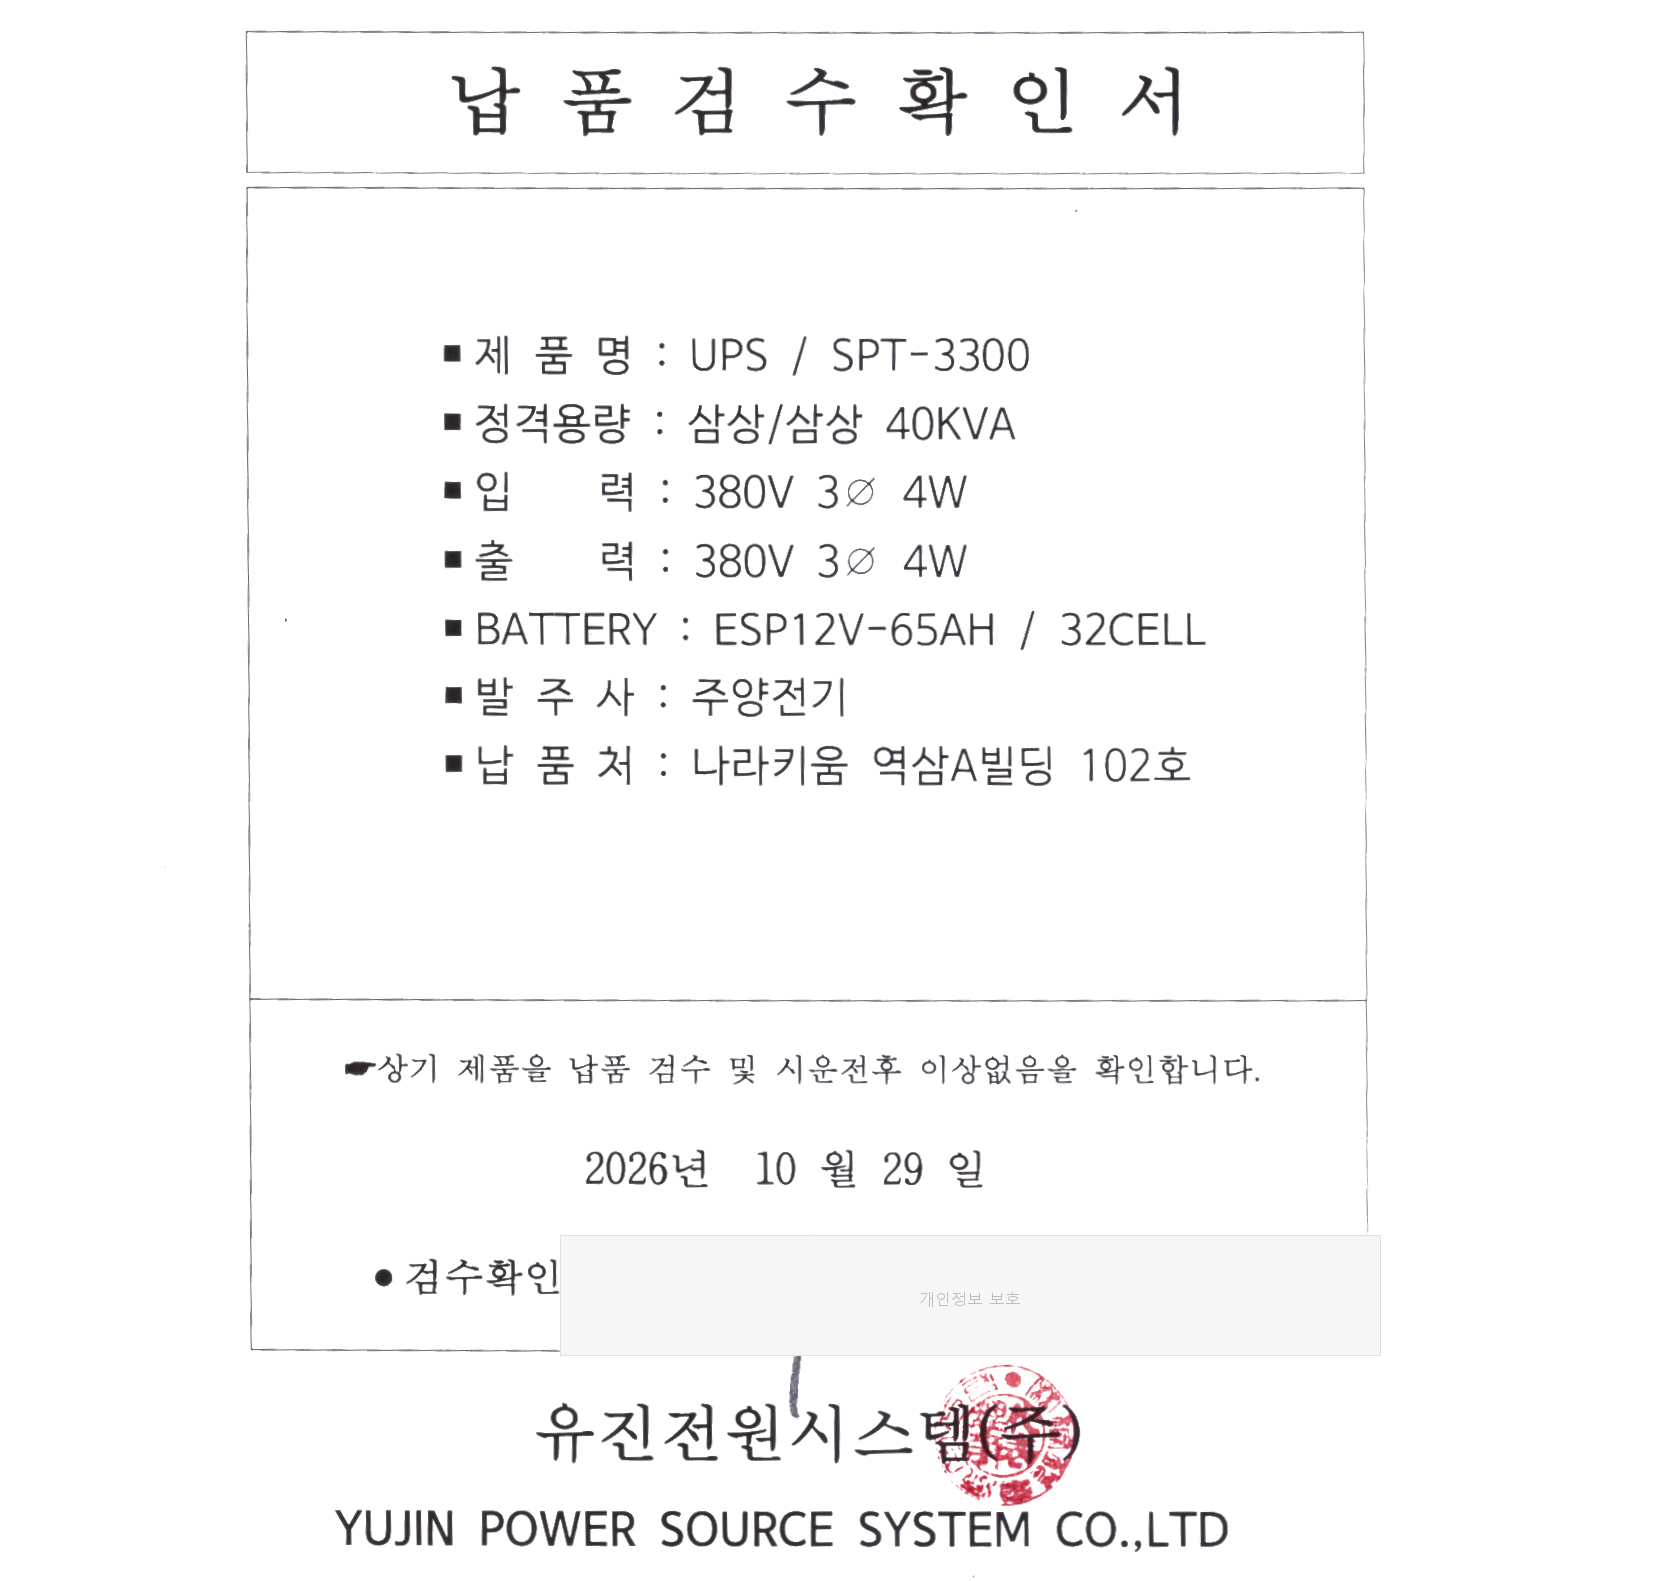 납 품 검 수 확 인 서
■ 제 품 명 : UPS / SPT-3300
■ 정격용량 : 삼상/삼상 40KVA
■ 입 력 : 380V 3∅ 4W
■ 출 력 : 380V 3∅ 4W
■ BATTERY : ESP12V-65AH / 32CELL
■ 발 주 사 : 주양전기
■ 납 품 처 : 나라키움 역삼A빌딩 102호
☛상기 제품을 납품 검수 및 시운전후 이상없음을 확인합니다.
2026년 10 월 29 일
● 검수확인
개인정보 보호
유진전원시스템(주)
YUJIN POWER SOURCE SYSTEM CO.,LTD